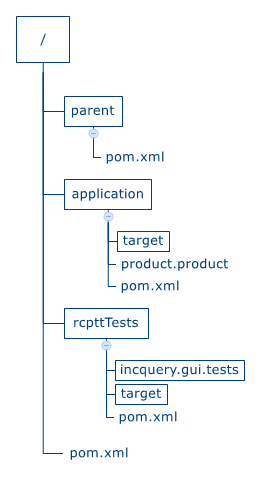 /
parent
pom.xml
application
target
product.product
pom.xml
rcpttTests
incquery.gui.tests
target
pom.xml
pom.xml